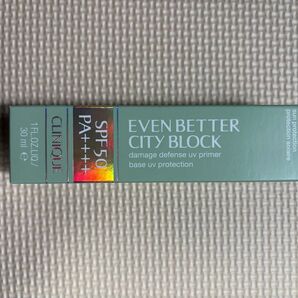 EVEN BETTER
CITY BLOCK
damage defense uv primer
base uv protection
sun protection
protection solaire
SPF50
PA++++
CLINIQUE
1 FL.OZ.LIQ./
30 ml e